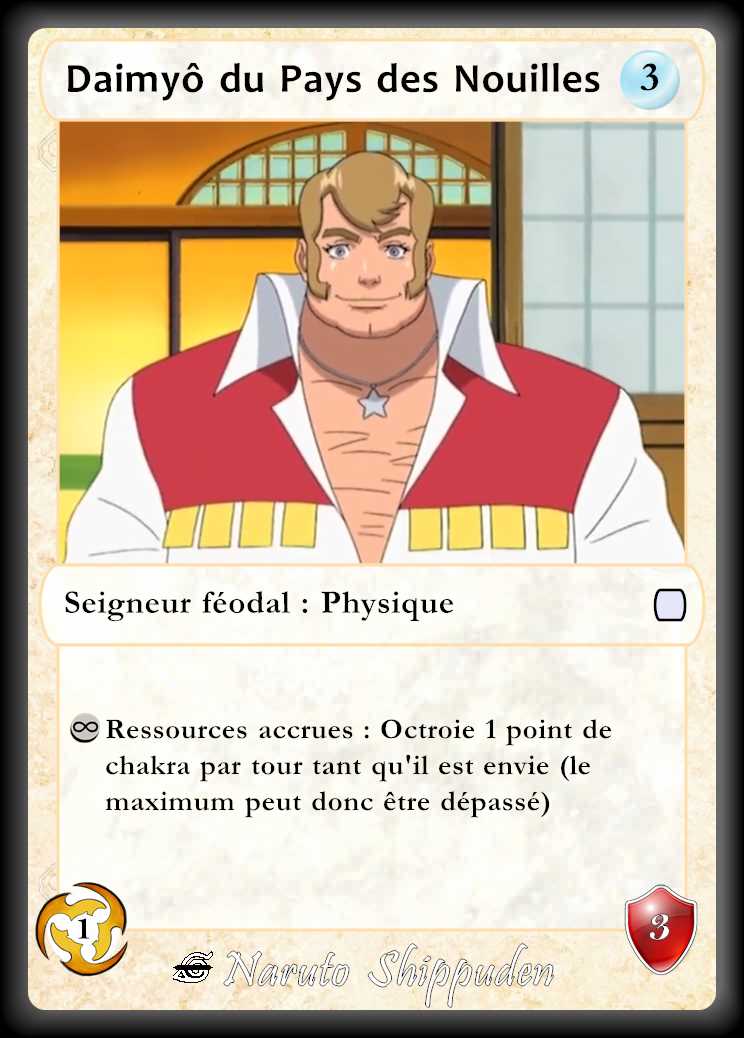 Daimyô du Pays des Nouilles 3
Seigneur féodal : Physique
∞ Ressources accrues : Octroie 1 point de
chakra par tour tant qu'il est envie (le
maximum peut donc être dépassé)
1
3
Naruto Shippuden